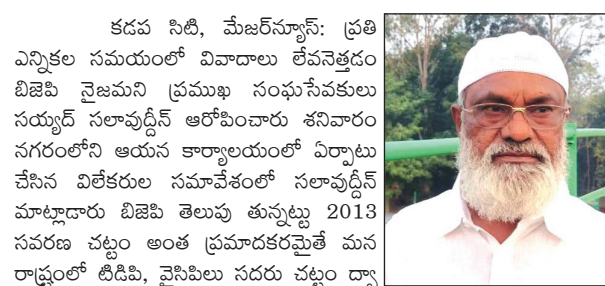 కడప సిటీ, మేజర్‌న్యూస్: ప్రతి
ఎన్నికల సమయంలో వివాదాలు లేవనెత్తడం
బిజెపి నైజమని ప్రముఖ సంఘసేవకులు
సయ్యద్ సలావుద్దీన్ ఆరోపించారు శనివారం
నగరంలోని ఆయన కార్యాలయంలో ఏర్పాటు
చేసిన విలేకరుల సమావేశంలో సలావుద్దీన్
మాట్లాడారు బిజెపి తెలుపు తున్నట్టు 2013
సవరణ చట్టం అంత ప్రమాదకరమైతే మన
రాష్ట్రంలో టిడిపి, వైసిపిలు సదరు చట్టం ద్వా